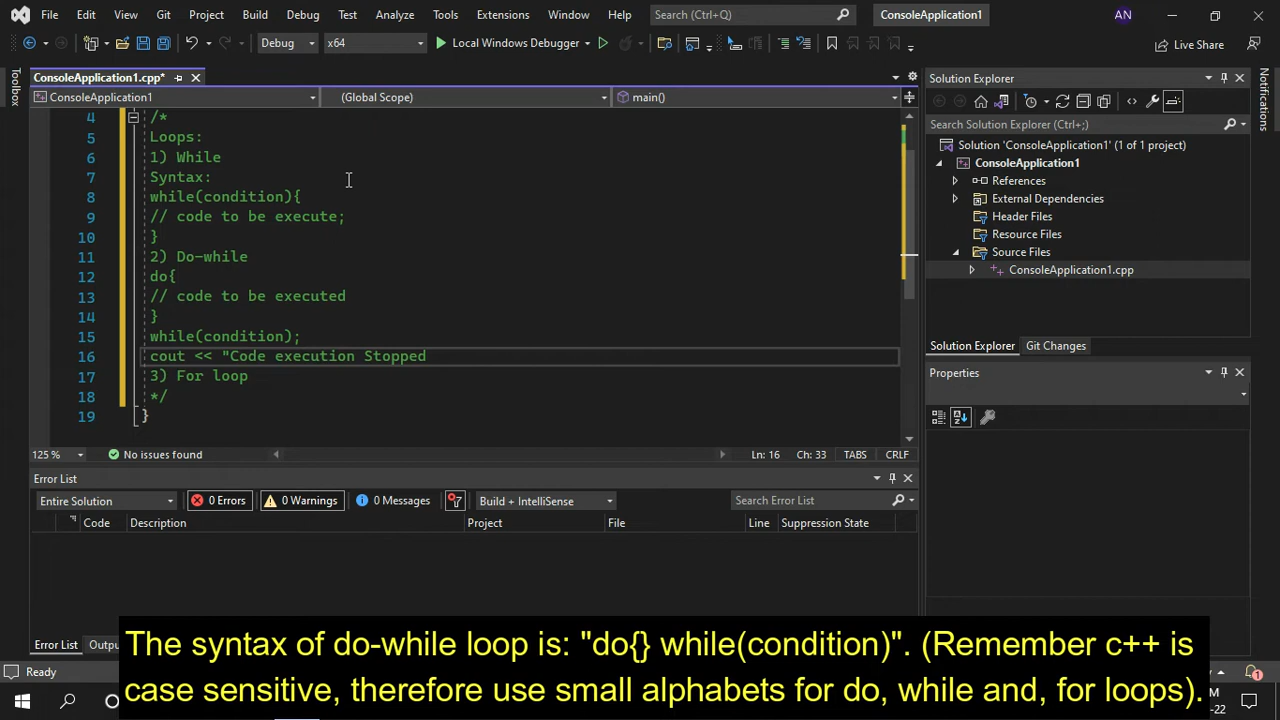 File Edit View Git Project Build Debug Test Analyze Tools Extensions Window Help Search (Ctrl+Q) ConsoleApplication1 AN
Debug x64 Local Windows Debugger Live Share
ConsoleApplication1.cpp*
ConsoleApplication1 (Global Scope) main()
Toolbox
4 /*
5 Loops:
6 1) While
7 Syntax:
8 while(condition){
9 // code to be execute;
10 }
11 2) Do-while
12 do{
13 // code to be executed
14 }
15 while(condition);
16 cout << "Code execution Stopped
17 3) For loop
18 */
19 }
125 % No issues found Ln: 16 Ch: 33 TABS CRLF
Error List
Entire Solution 0 Errors 0 Warnings 0 Messages Build + IntelliSense Search Error List
Code Description Project File Line Suppression State
Error List Outpu
Ready
Solution Explorer
Search Solution Explorer (Ctrl+;)
Solution 'ConsoleApplication1' (1 of 1 project)
ConsoleApplication1
References
External Dependencies
Header Files
Resource Files
Source Files
ConsoleApplication1.cpp
Solution Explorer Git Changes
Properties
Notifications
The syntax of do-while loop is: "do{} while(condition)". (Remember c++ is
case sensitive, therefore use small alphabets for do, while and, for loops).
M
-22
1